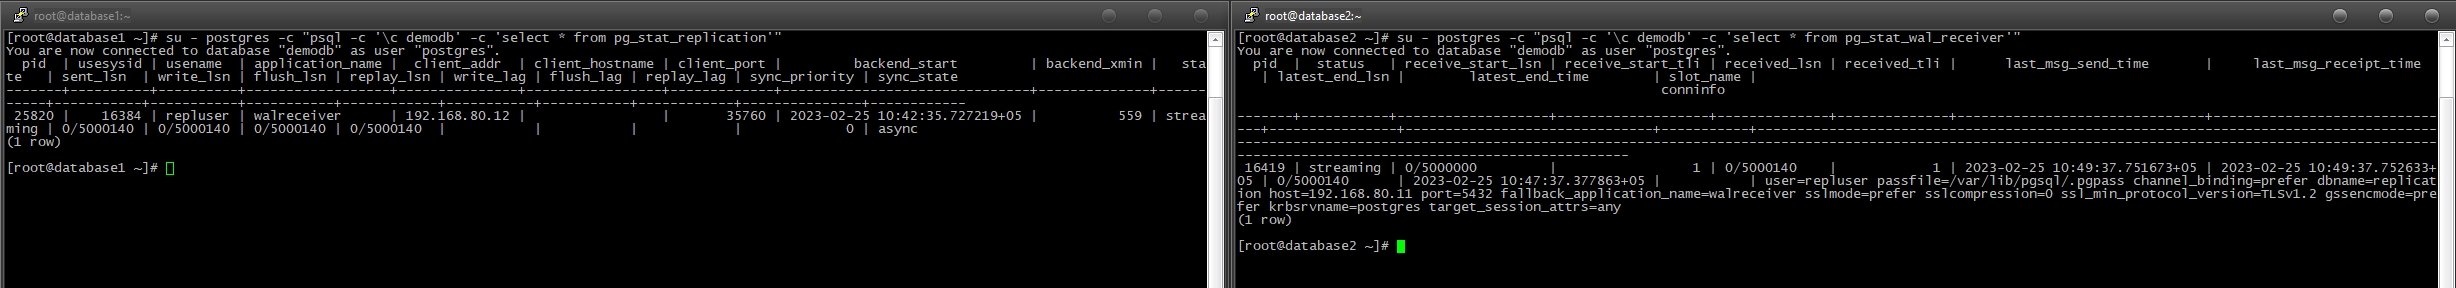 root@database1:~
[root@database1 ~]# su - postgres -c "psql -c '\c demodb' -c 'select * from pg_stat_replication'"
You are now connected to database "demodb" as user "postgres".
  pid  | usesysid | usename  | application_name |  client_addr  | client_hostname | client_port |         backend_start         | backend_xmin |   sta
te   | sent_lsn  | write_lsn | flush_lsn | replay_lsn | write_lag | flush_lag | replay_lag | sync_priority | sync_state
-------+----------+----------+------------------+---------------+-----------------+-------------+-------------------------------+--------------+------
-----+-----------+-----------+-----------+------------+-----------+-----------+------------+---------------+------------
 25820 |    16384 | repluser | walreceiver      | 192.168.80.12 |                 |       35760 | 2023-02-25 10:42:35.727219+05 |          559 | strea
ming | 0/5000140 | 0/5000140 | 0/5000140 | 0/5000140  |           |           |            |             0 | async
(1 row)
[root@database1 ~]#
root@database2:~
[root@database2 ~]# su - postgres -c "psql -c '\c demodb' -c 'select * from pg_stat_wal_receiver'"
You are now connected to database "demodb" as user "postgres".
  pid  |  status   | receive_start_lsn | receive_start_tli | received_lsn | received_tli |      last_msg_send_time       |     last_msg_receipt_time
   | latest_end_lsn |        latest_end_time        | slot_name |
conninfo
-------+-----------+-------------------+-------------------+--------------+--------------+-------------------------------+----------------------------
---+----------------+-------------------------------+-----------+--------------------------------------------------------------------------------------
------------------------------------------------------------------------------------------------------------------------------------------------------
-------------------------------------------------
 16419 | streaming | 0/5000000         |                 1 | 0/5000140    |            1 | 2023-02-25 10:49:37.751673+05 | 2023-02-25 10:49:37.752633+
05 | 0/5000140      | 2023-02-25 10:47:37.377863+05 |           | user=repluser passfile=/var/lib/pgsql/.pgpass channel_binding=prefer dbname=replicat
ion host=192.168.80.11 port=5432 fallback_application_name=walreceiver sslmode=prefer sslcompression=0 ssl_min_protocol_version=TLSv1.2 gssencmode=pre
fer krbsrvname=postgres target_session_attrs=any
(1 row)
[root@database2 ~]#